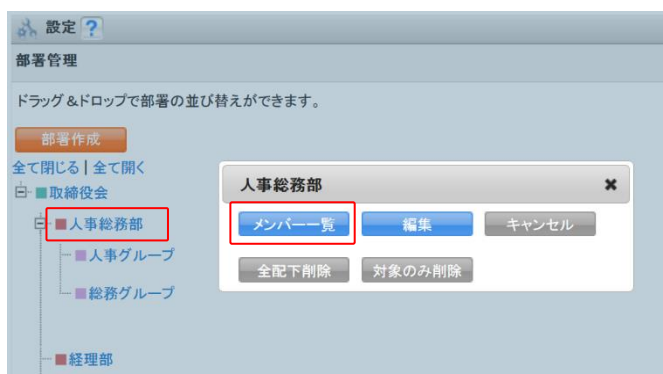 設定 ?
部署管理
ドラッグ&ドロップで部署の並び替えができます。
部署作成
全て閉じる | 全て開く
取締役会
人事総務部
人事グループ
総務グループ
経理部
人事総務部
メンバー一覧 編集 キャンセル
全配下削除 対象のみ削除